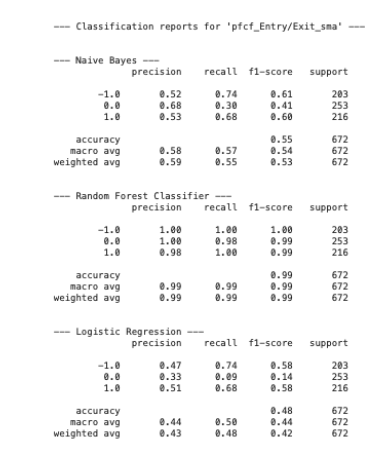 --- Classification reports for 'pfcf_Entry/Exit_sma' ---
--- Naive Bayes ---
precision recall f1-score support
-1.0 0.52 0.74 0.61 203
0.0 0.68 0.30 0.41 253
1.0 0.53 0.68 0.60 216
accuracy 0.55 672
macro avg 0.58 0.57 0.54 672
weighted avg 0.59 0.55 0.53 672
--- Random Forest Classifier ---
precision recall f1-score support
-1.0 1.00 1.00 1.00 203
0.0 1.00 0.98 0.99 253
1.0 0.98 1.00 0.99 216
accuracy 0.99 672
macro avg 0.99 0.99 0.99 672
weighted avg 0.99 0.99 0.99 672
--- Logistic Regression ---
precision recall f1-score support
-1.0 0.47 0.74 0.58 203
0.0 0.33 0.09 0.14 253
1.0 0.51 0.68 0.58 216
accuracy 0.48 672
macro avg 0.44 0.50 0.44 672
weighted avg 0.43 0.48 0.42 672